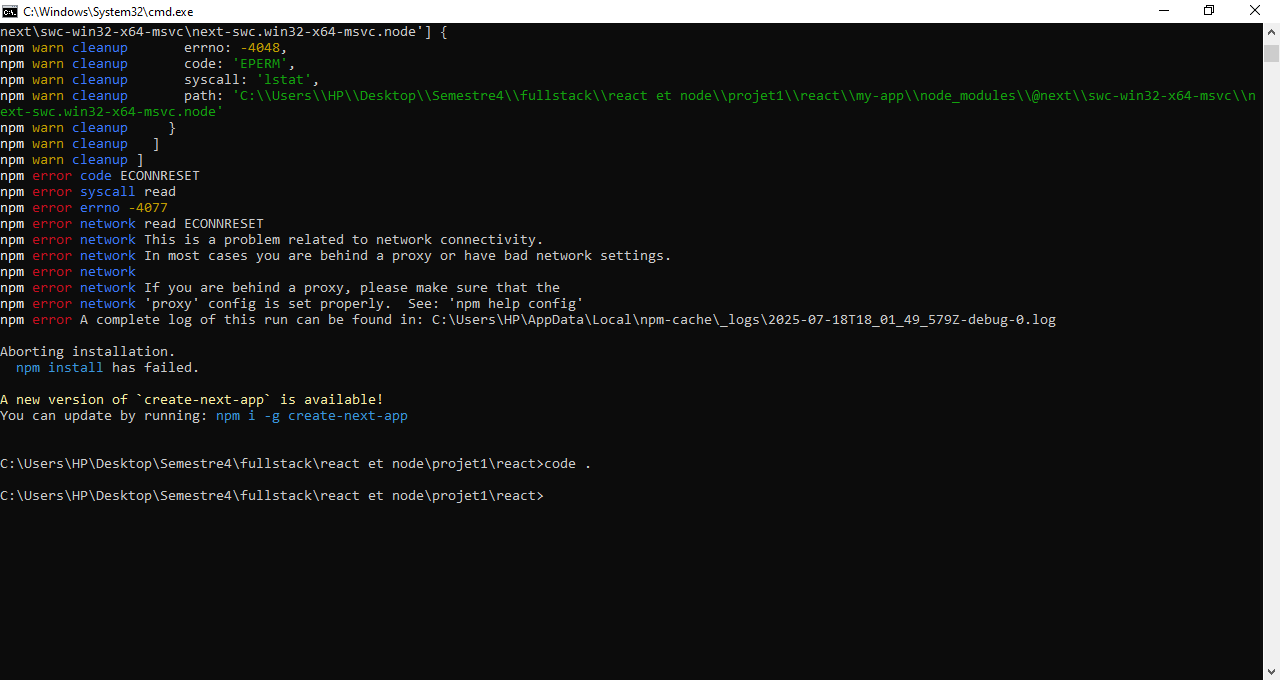 C:\Windows\System32\cmd.exe
next\swc-win32-x64-msvc\next-swc.win32-x64-msvc.node'] {
npm warn cleanup       errno: -4048,
npm warn cleanup       code: 'EPERM',
npm warn cleanup       syscall: 'lstat',
npm warn cleanup       path: 'C:\\Users\\HP\\Desktop\\Semestre4\\fullstack\\react et node\\projet1\\react\\my-app\\node_modules\\@next\\swc-win32-x64-msvc\\n
ext-swc.win32-x64-msvc.node'
npm warn cleanup     }
npm warn cleanup   ]
npm warn cleanup ]
npm error code ECONNRESET
npm error syscall read
npm error errno -4077
npm error network read ECONNRESET
npm error network This is a problem related to network connectivity.
npm error network In most cases you are behind a proxy or have bad network settings.
npm error network
npm error network If you are behind a proxy, please make sure that the
npm error network 'proxy' config is set properly.  See: 'npm help config'
npm error A complete log of this run can be found in: C:\Users\HP\AppData\Local\npm-cache\_logs\2025-07-18T18_01_49_579Z-debug-0.log
Aborting installation.
  npm install has failed.
A new version of `create-next-app` is available!
You can update by running: npm i -g create-next-app
C:\Users\HP\Desktop\Semestre4\fullstack\react et node\projet1\react>code .
C:\Users\HP\Desktop\Semestre4\fullstack\react et node\projet1\react>